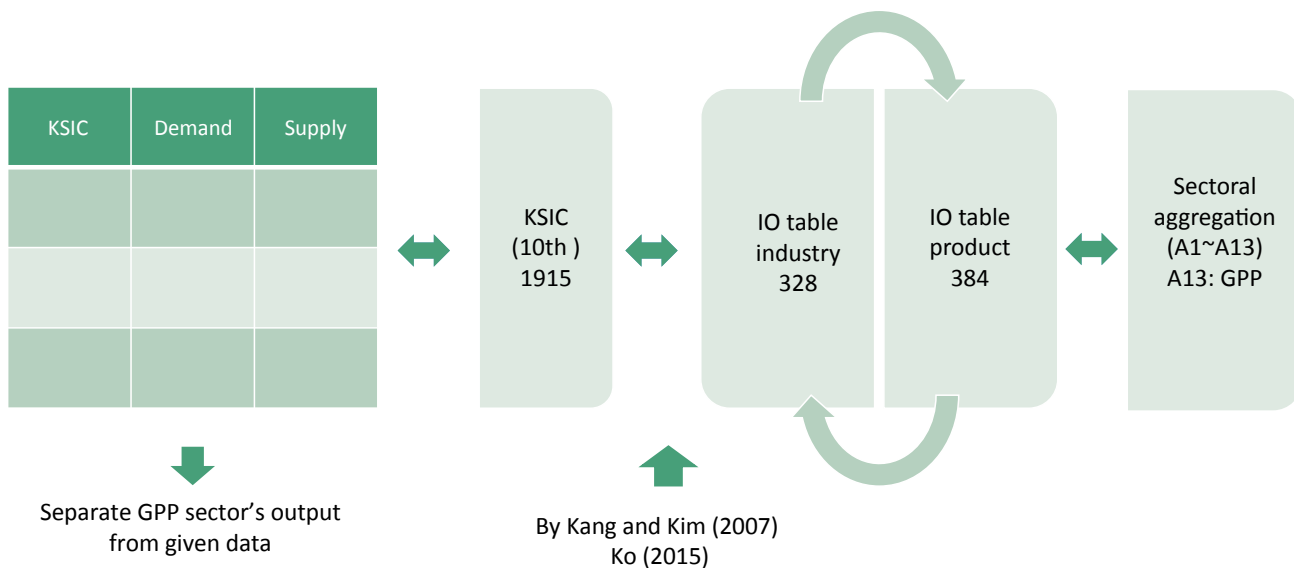 KSIC
Demand
Supply
KSIC
(10th )
1915
IO table
industry
328
IO table
product
384
Sectoral
aggregation
(A1~A13)
A13: GPP
Separate GPP sector’s output
from given data
By Kang and Kim (2007)
Ko (2015)